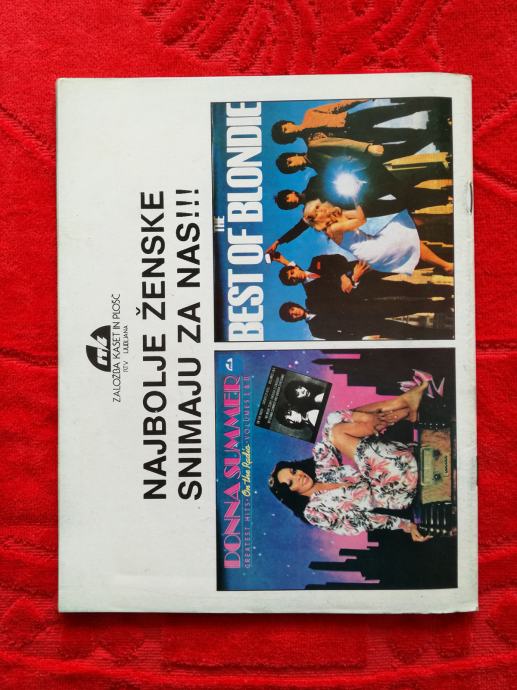 ZALOŽBA KASET IN PLOŠČ
RTV LJUBLJANA
NAJBOLJE ŽENSKE
SNIMAJU ZA NAS!!!
DONNA SUMMER
GREATEST HITS • On the Radio • VOLUMES I & II
THE
BEST OF BLONDIE